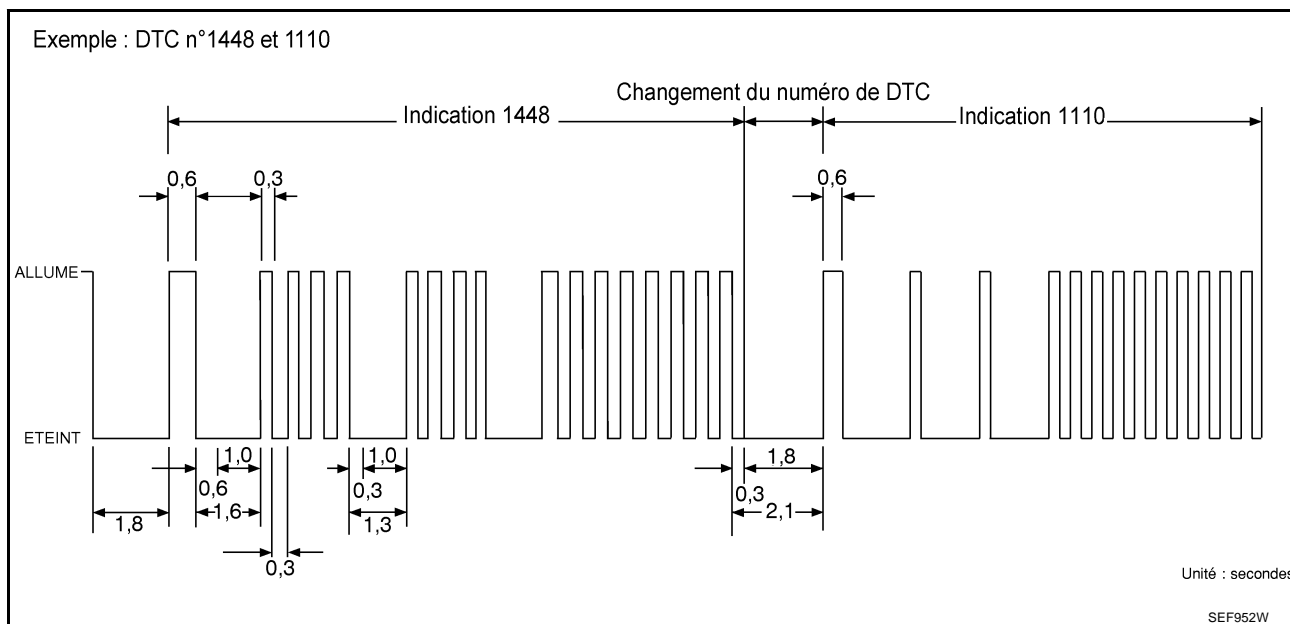 Exemple : DTC n°1448 et 1110
Changement du numéro de DTC
Indication 1448
Indication 1110
0,6
0,3
0,6
ALLUME
ETEINT
1,0
1,0
1,8
0,6
0,3
0,3
1,8
1,6
1,3
2,1
0,3
Unité : secondes
SEF952W